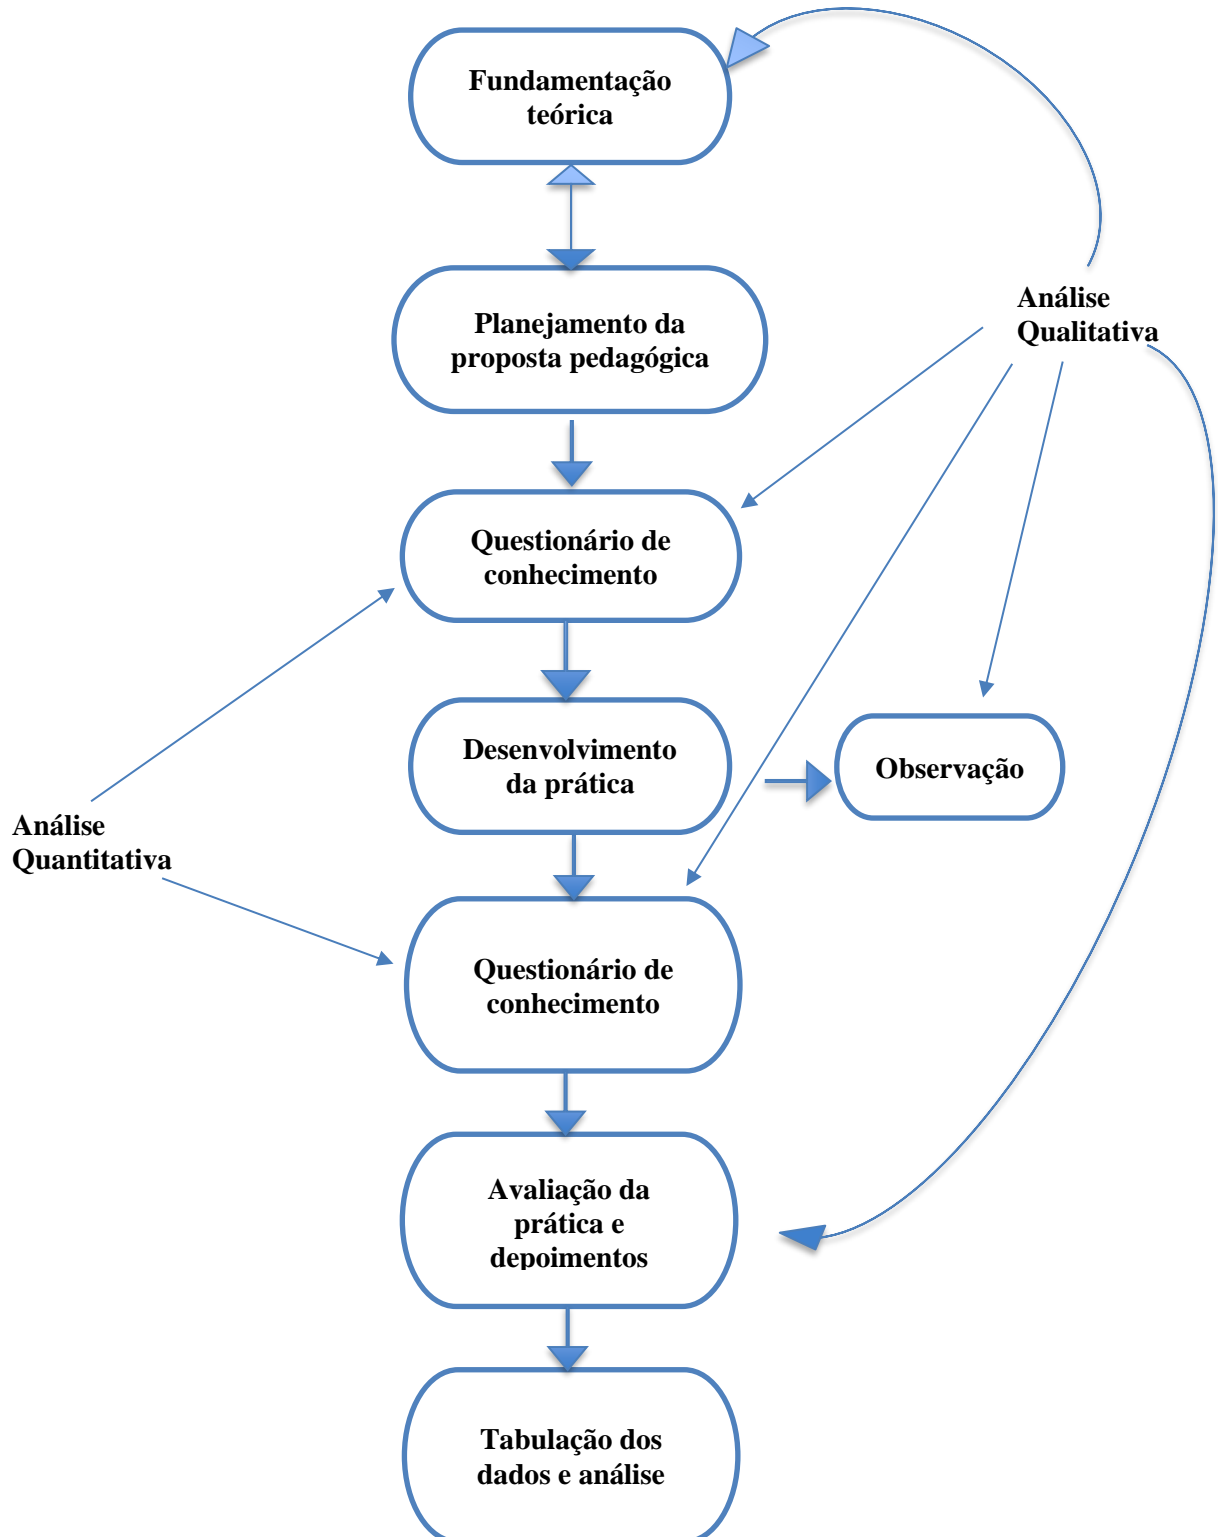 Fundamentação
teórica
Planejamento da
proposta pedagógica
Análise
Qualitativa
Questionário de
conhecimento
Desenvolvimento
da prática
Observação
Análise
Quantitativa
Questionário de
conhecimento
Avaliação da
prática e
depoimentos
Tabulação dos
dados e análise